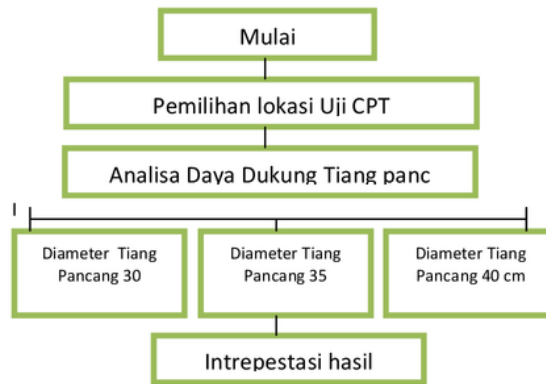 Mulai
Pemilihan lokasi Uji CPT
Analisa Daya Dukung Tiang panc
Diameter Tiang
Pancang 30
Diameter Tiang
Pancang 35
Diameter Tiang
Pancang 40 cm
Intrepestasi hasil